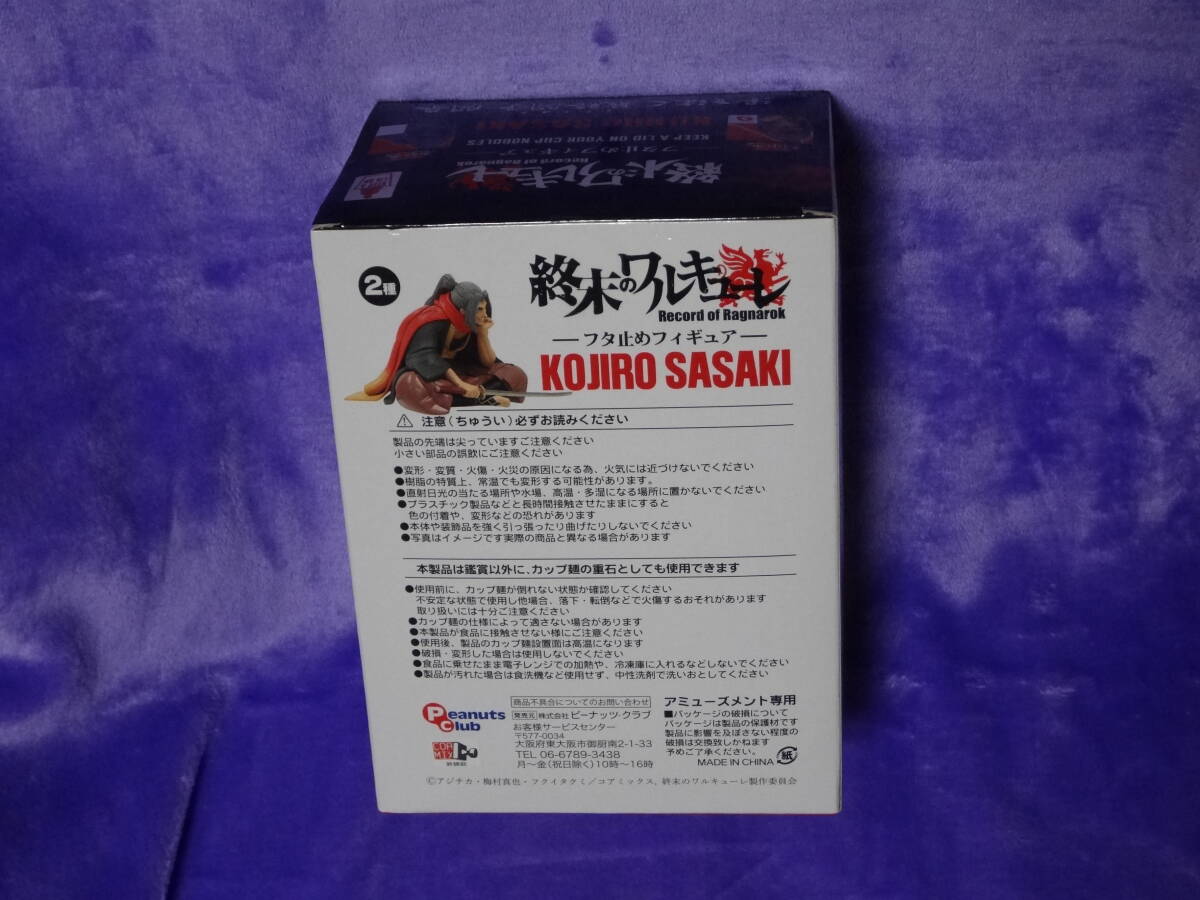 KOJIRO SASAKI
KEEP A LID ON YOUR CUP NOODLES
フタ止めフィギュア
Record of Ragnarok
終末のワルキューレ
2種
終末のワルキューレ
Record of Ragnarok
フタ止めフィギュア
KOJIRO SASAKI
注意(ちゅうい)必ずお読みください
製品の先端は尖っていますご注意ください
小さい部品の誤飲にご注意ください
●変形・変質・火傷・火災の原因になる為、火気には近づけないでください
●樹脂の特質上、常温でも変形する可能性があります。
●直射日光の当たる場所や水場、高温・多湿になる場所に置かないでください
●プラスチック製品などと長時間接触させたままにすると
色の付着や、変形などの恐れがあります
●本体や装飾品を強く引っ張ったり曲げたりしないでください
●写真はイメージです実際の商品と異なる場合があります
本製品は鑑賞以外に、カップ麺の重石としても使用できます
●使用前に、カップ麺が倒れない状態か確認してください
不安定な状態で使用し他場合、落下・転倒などで火傷するおそれがあります
取り扱いには十分ご注意ください
●カップ麺の仕様によって適さない場合があります
●本製品が食品に接触させない様にご注意ください
●使用後、製品のカップ麺設置面は高温になります
●破損・変形した場合は使用しないでください
●食品に乗せたまま電子レンジでの加熱や、冷凍庫に入れるなどしないでください
●製品が汚れた場合は食洗機など使用せず、中性洗剤で洗いおとしてください
Peanuts Club
商品不具合についてのお問い合わせ
発売元 株式会社 ピーナッツ・クラブ
お客様サービスセンター
〒577-0034
大阪府東大阪市御厨南2-1-33
TEL 06-6789-3438
月〜金(祝日除く)10時〜16時
アミューズメント専用
■パッケージの破損について
パッケージは製品の保護材です
製品に影響を及ぼさない程度の
破損は交換致しかねます
予めご了承ください。
MADE IN CHINA
紙
©アジチカ・梅村真也・フクイタクミ/コアミックス, 終末のワルキューレ製作委員会